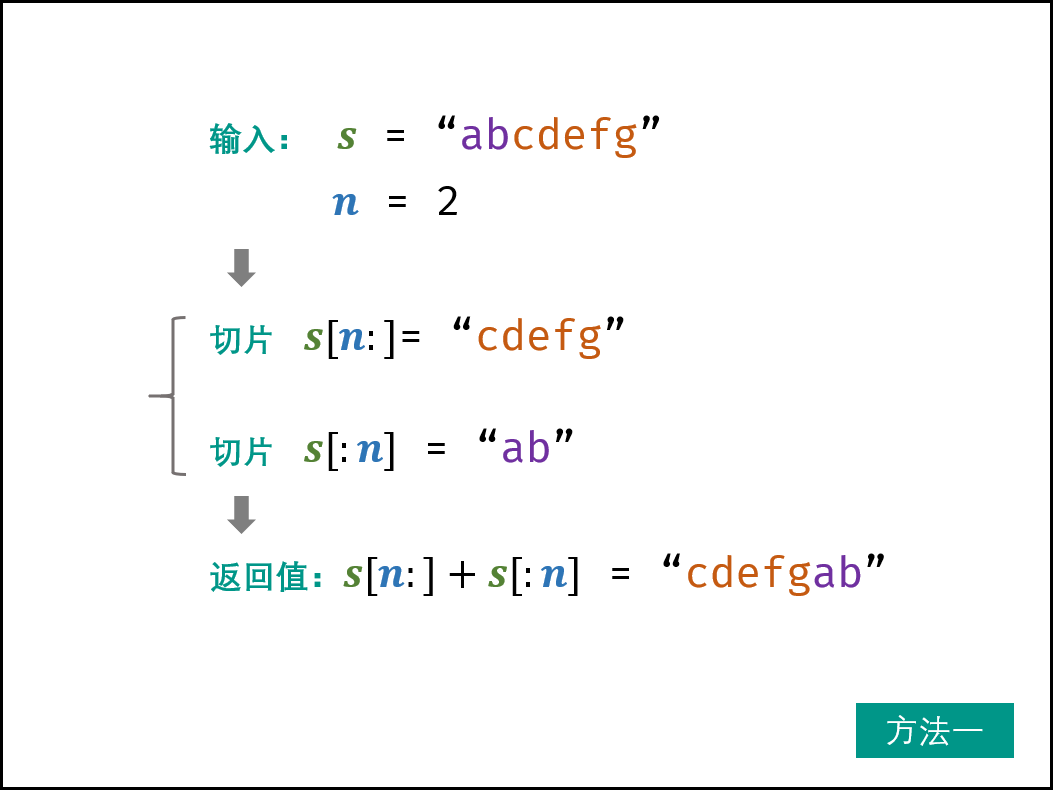 输入： s = “abcdefg”
n = 2
切片 s[n:]= “cdefg”
切片 s[:n] = “ab”
返回值：s[n:]+s[:n] = “cdefgab”
方法一